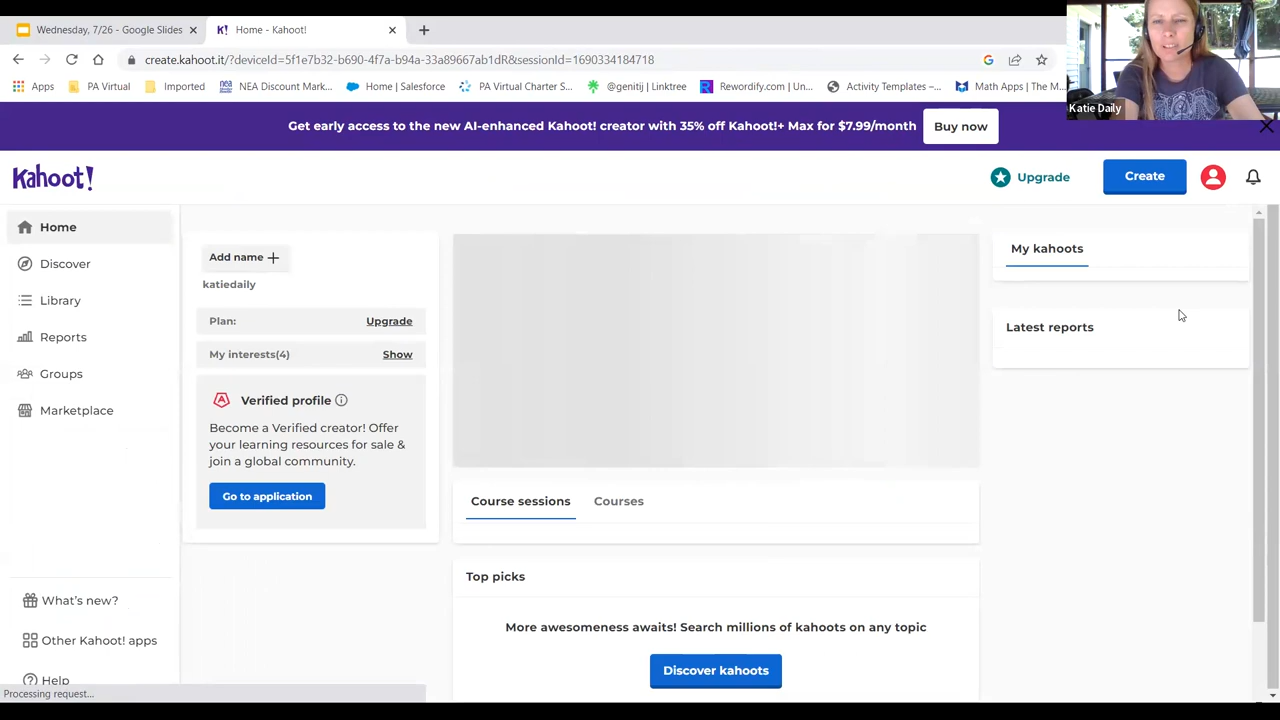 Wednesday, 7/26 - Google Slides
Home - Kahoot!
create.kahoot.it/?deviceId=5f1e7b32-b690-4f7a-b94a-33a89667ab1dR&sessionId=1690334184718
Apps
PA Virtual
Imported
NEA Discount Mark...
Home | Salesforce
PA Virtual Charter S...
@genitij | Linktree
Rewordify.com | Un...
Activity Templates –...
Math Apps | The M...
Katie Daily
Get early access to the new AI-enhanced Kahoot! creator with 35% off Kahoot!+ Max for $7.99/month
Buy now
Kahoot!
Upgrade
Create
Home
Discover
Library
Reports
Groups
Marketplace
What's new?
Other Kahoot! apps
Help
Processing request...
Add name
katiedaily
Plan:
Upgrade
My interests(4)
Show
Verified profile
Become a Verified creator! Offer
your learning resources for sale &
join a global community.
Go to application
Course sessions
Courses
Top picks
More awesomeness awaits! Search millions of kahoots on any topic
Discover kahoots
My kahoots
Latest reports